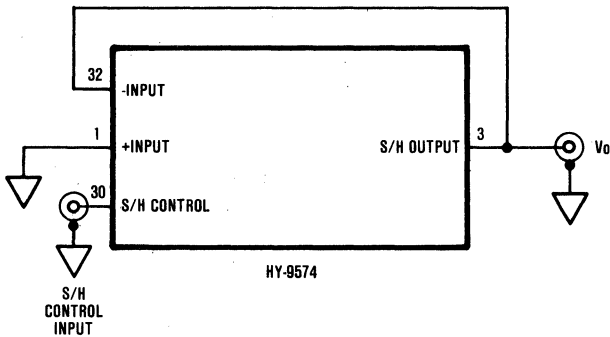 32
-INPUT
1
+INPUT
S/H OUTPUT
3
Vo
30
S/H CONTROL
HY-9574
S/H
CONTROL
INPUT